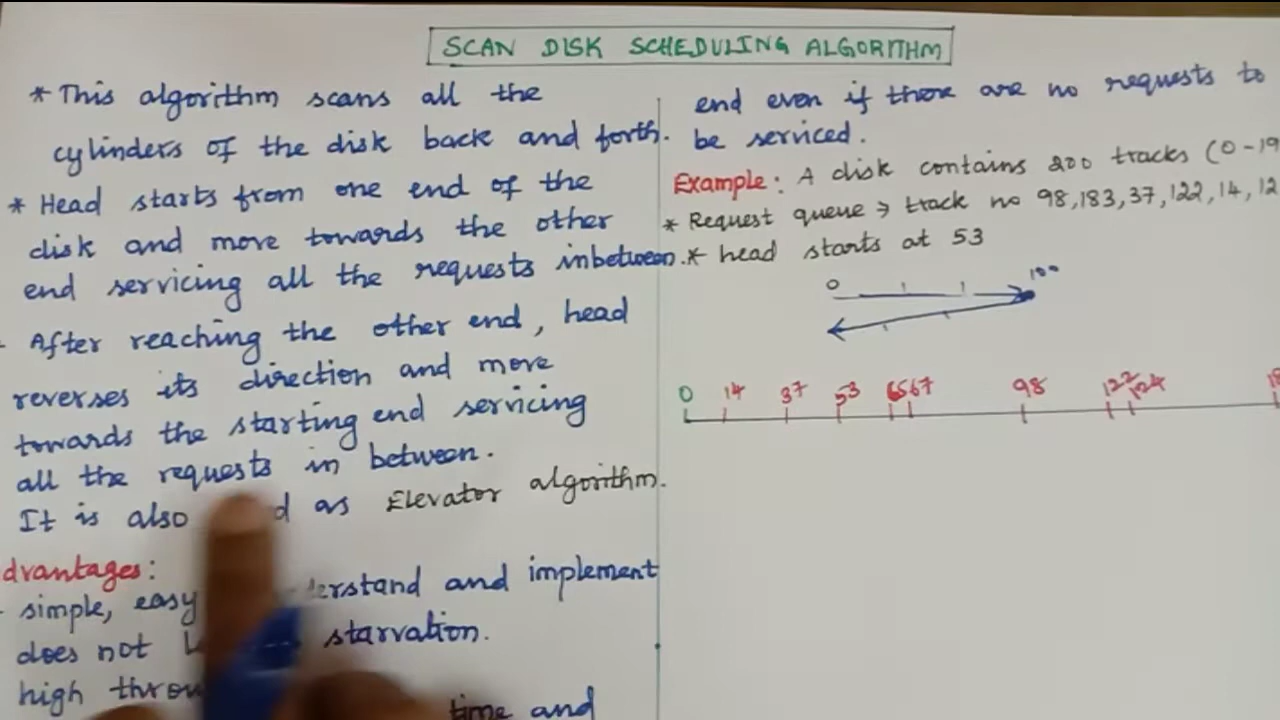 SCAN DISK SCHEDULING ALGORITHM
* This algorithm scans all the
cylinders of the disk back and forth.
* Head starts from one end of the
disk and move towards the other
end servicing all the requests inbetween.
- After reaching the other end, head
reverses its direction and move
towards the starting end servicing
all the requests in between.
It is also as Elevator algorithm.
dvantages:
- simple, easy erstand and implement
does not starvation.
high throu time and
end even if there are no requests to
be serviced.
Example: A disk contains 200 tracks (0-19
* Request queue → track no 98,183,37,122,14,12
* head starts at 53
0 100
0 14 37 53 65 67 98 122 124 18